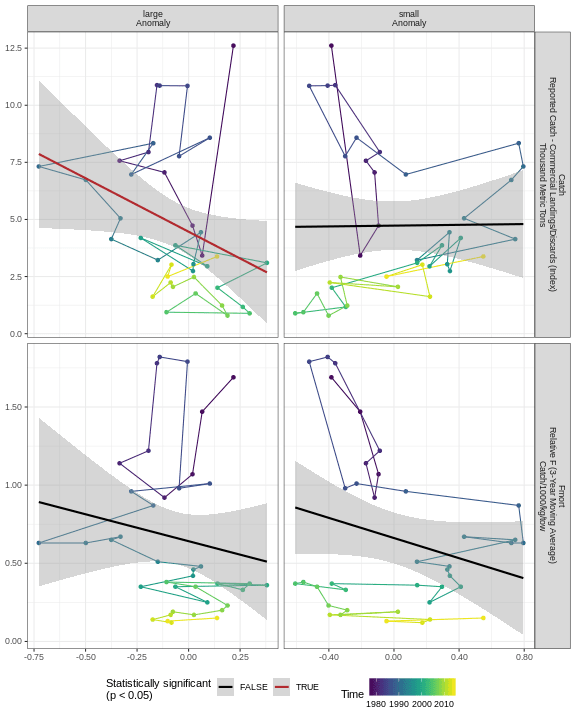 large
Anomaly
small
Anomaly
12.5
10.0
7.5
5.0
2.5
0.0
Catch
Reported Catch - Commercial Landings/Discards (Index)
Thousand Metric Tons
1.50
1.00
0.50
0.00
Fmort
Relative F (3-Year Moving Average)
Catch/1000/kg/tow
-0.75 -0.50 -0.25 0.00 0.25
-0.40 0.00 0.40 0.80
Statistically significant
(p < 0.05)
FALSE TRUE
Time
1980 1990 2000 2010